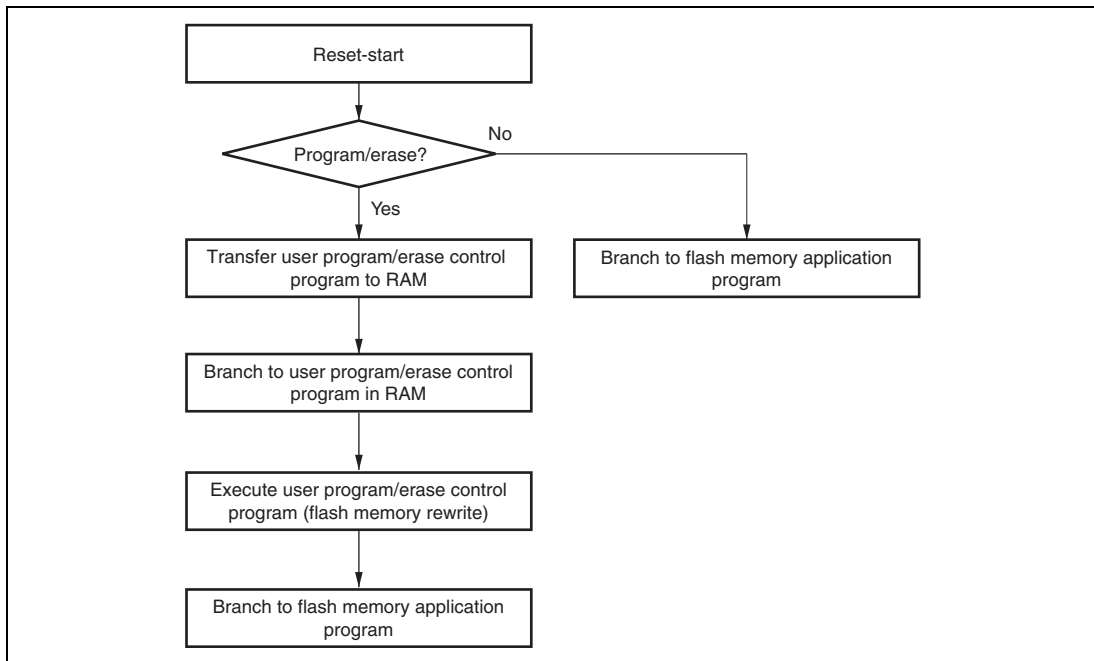 Reset-start
Program/erase?
No
Yes
Transfer user program/erase control
program to RAM
Branch to flash memory application
program
Branch to user program/erase control
program in RAM
Execute user program/erase control
program (flash memory rewrite)
Branch to flash memory application
program